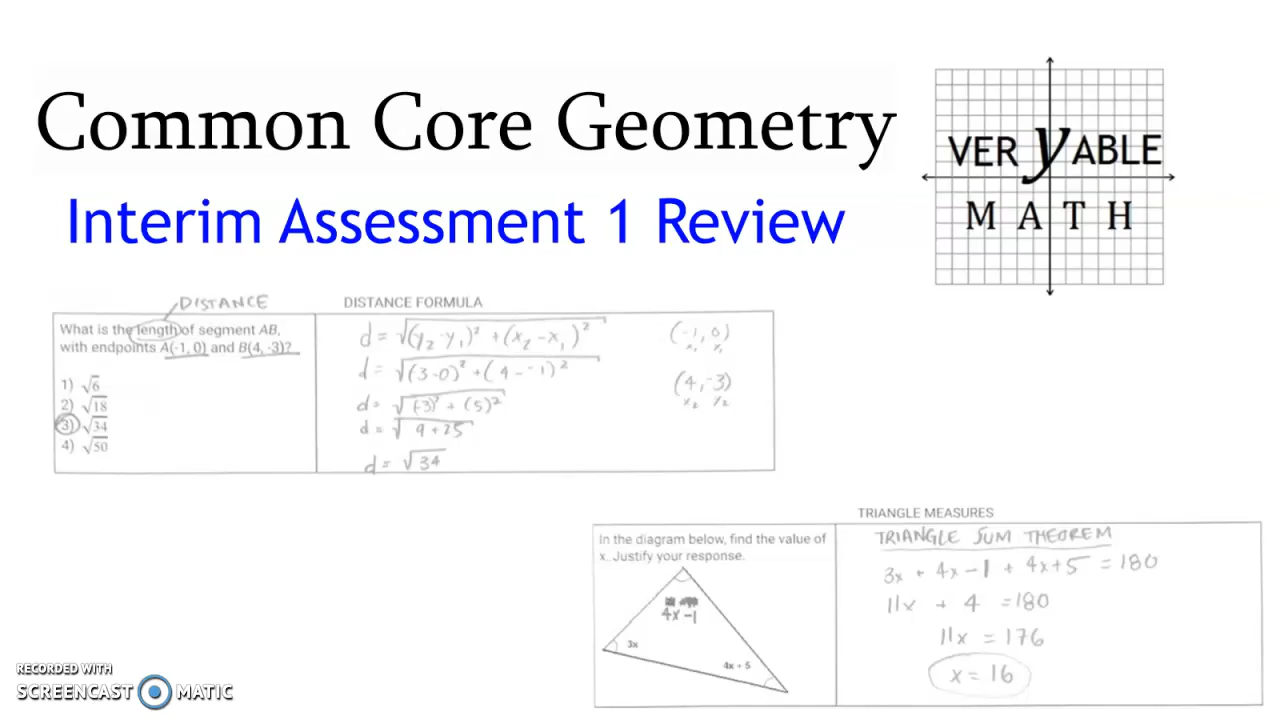 Common Core Geometry
VER y ABLE
MATH
Interim Assessment 1 Review
DISTANCE
DISTANCE FORMULA
What is the length of segment AB,
with endpoints A(-1, 0) and B(4, -3)?
1) √6
2) √18
3) √34
4) √50
d = √(y₂ - y₁)² + (x₂ - x₁)²
d = √(3-0)² + (4 - -1)²
d = √(-3)² + (5)²
d = √9 + 25
d = √34
(-1, 0)
x₁ y₁
(4, -3)
x₂ y₂
TRIANGLE MEASURES
In the diagram below, find the value of
x. Justify your response.
4x -1
3x
4x + 5
TRIANGLE SUM THEOREM
3x + 4x -1 + 4x+5 = 180
11x + 4 = 180
11x = 176
x = 16
RECORDED WITH
SCREENCAST MATIC